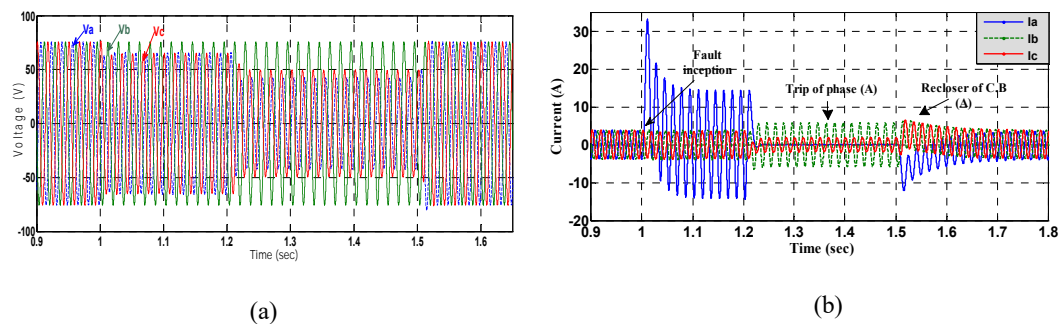 Va
Vb
Vc
100
50
0
-50
-100
Voltage (V)
0.9
1
1.1
1.2
1.3
1.4
1.5
1.6
Time (sec)
(a)
Ia
Ib
Ic
Fault
inception
Trip of phase (A)
Recloser of C,B
(Δ)
30
20
10
0
-10
-20
Current (A)
0.9
1
1.1
1.2
1.3
1.4
1.5
1.6
1.7
1.8
Time (sec)
(b)